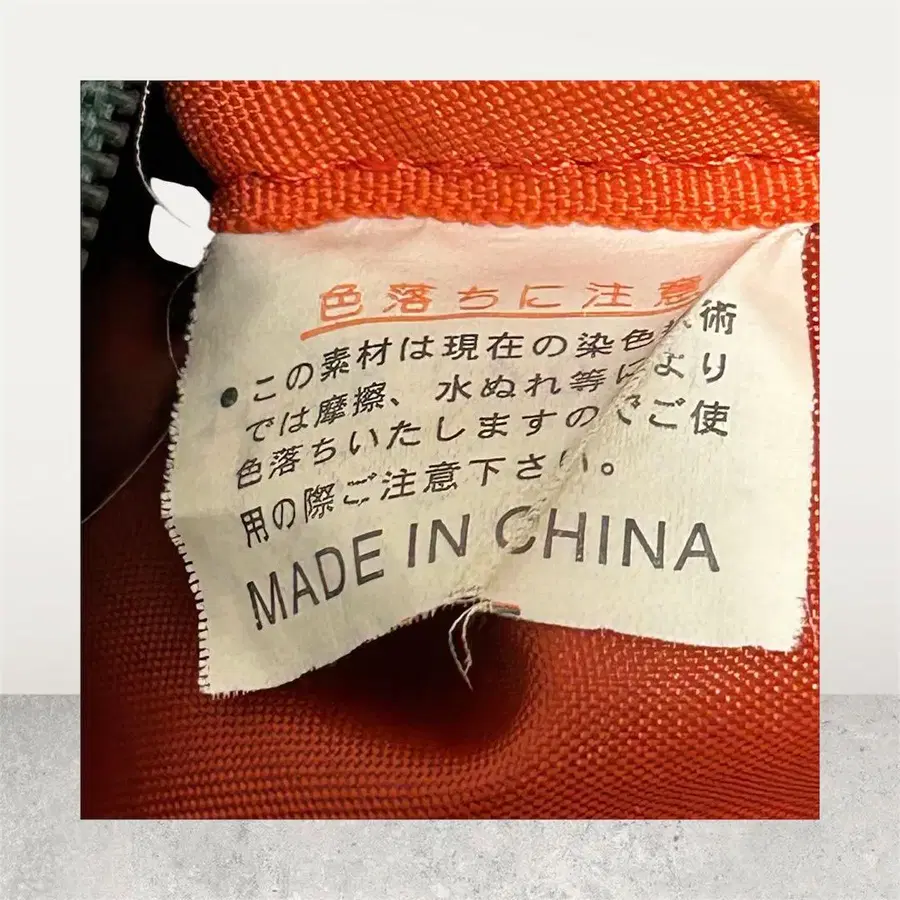 色落ちに注意
●この素材は現在の染色技術
では摩擦、水ぬれ等により
色落ちいたしますのでご使
用の際ご注意下さい。
MADE IN CHINA